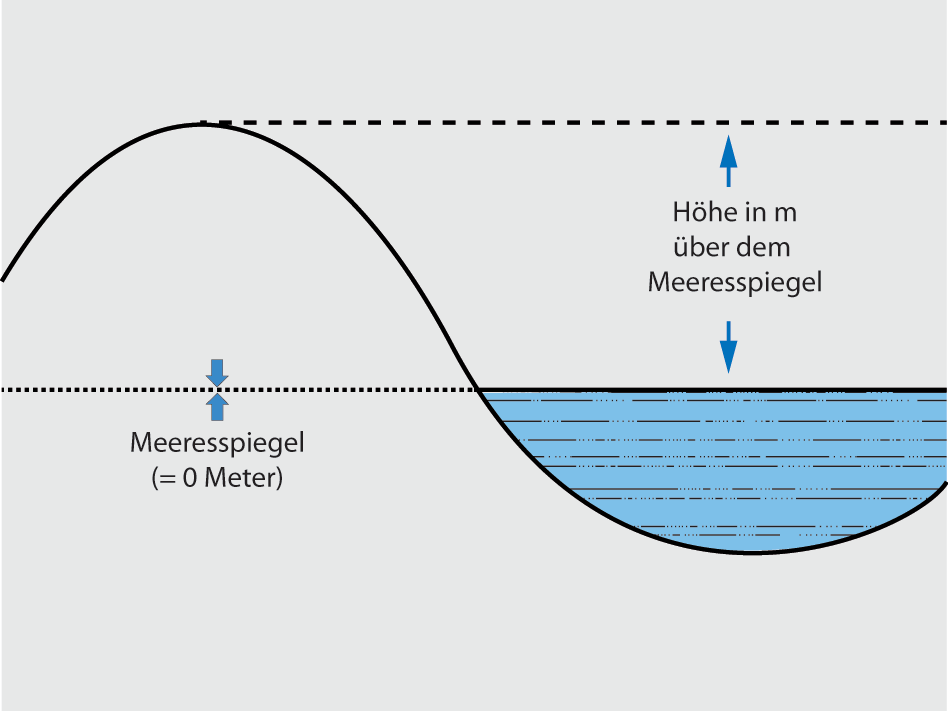 Höhe in m
über dem
Meeresspiegel
Meeresspiegel
(= 0 Meter)